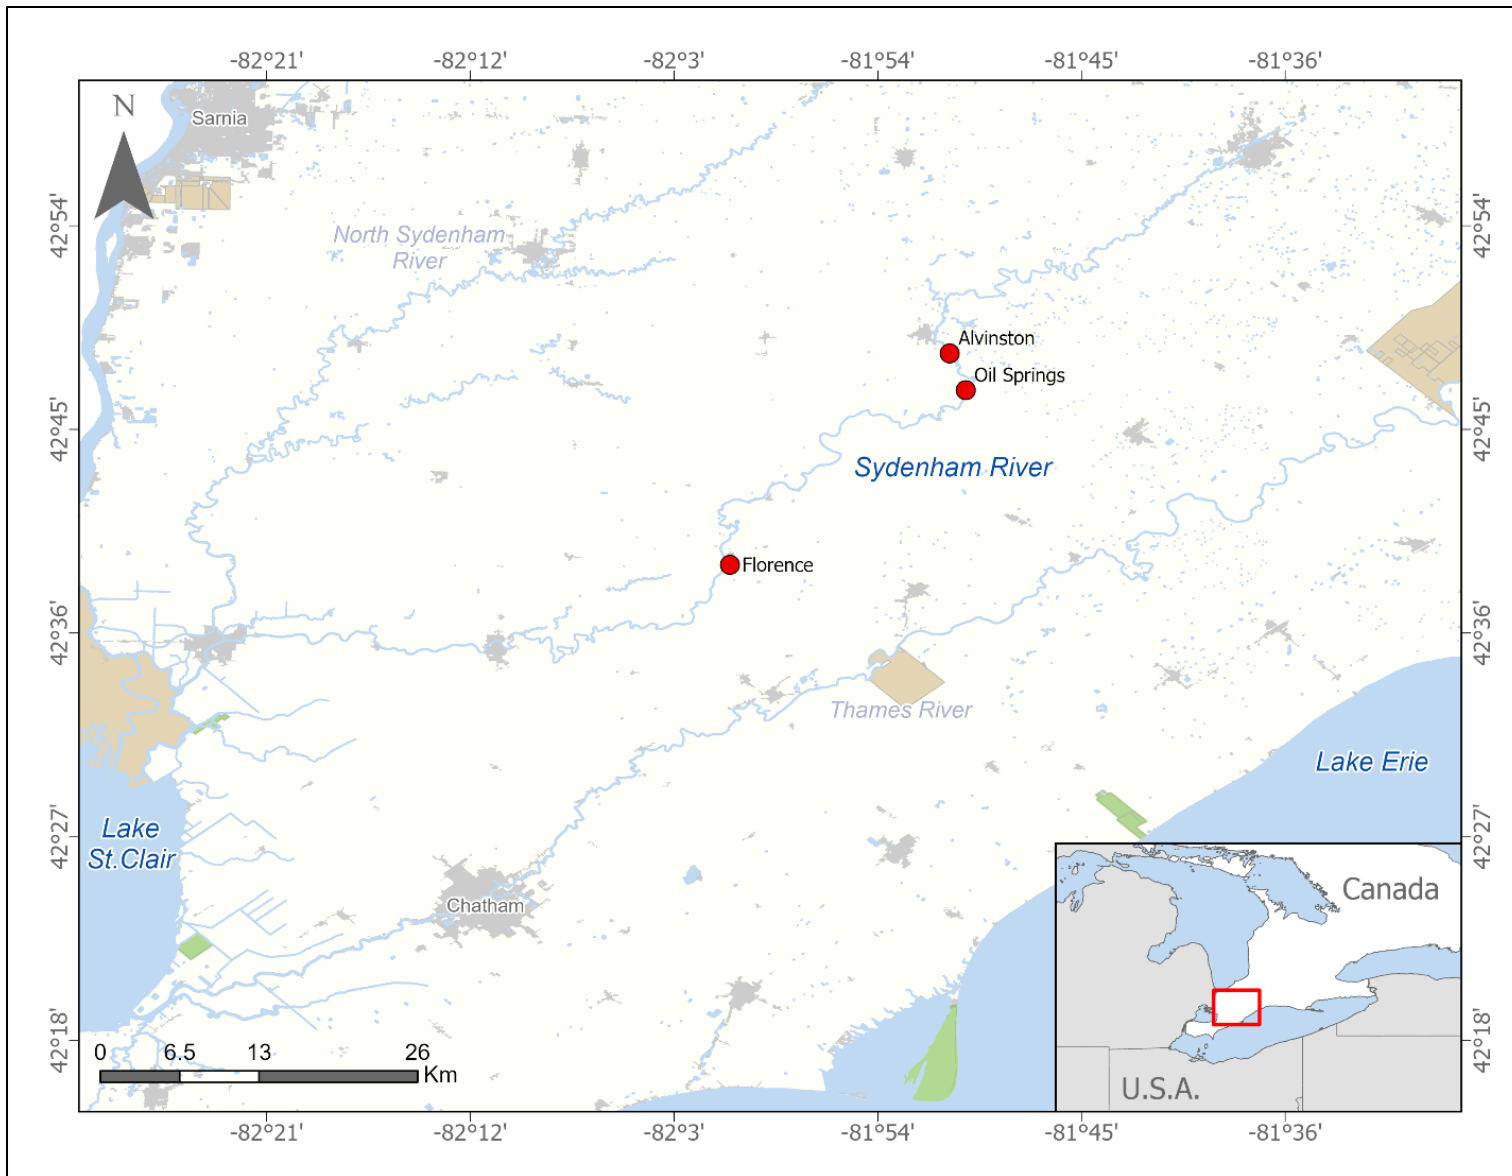 -82°21'
-82°12'
-82°3'
-81°54'
-81°45'
-81°36'
N
Sarnia
42°54'
42°54'
North Sydenham
River
Alvinston
Oil Springs
42°45'
42°45'
Sydenham River
Florence
42°36'
42°36'
Thames River
Lake Erie
42°27'
42°27'
Lake
St.Clair
Chatham
Canada
42°18'
42°18'
0 6.5 13 26
Km
U.S.A.
-82°21'
-82°12'
-82°3'
-81°54'
-81°45'
-81°36'